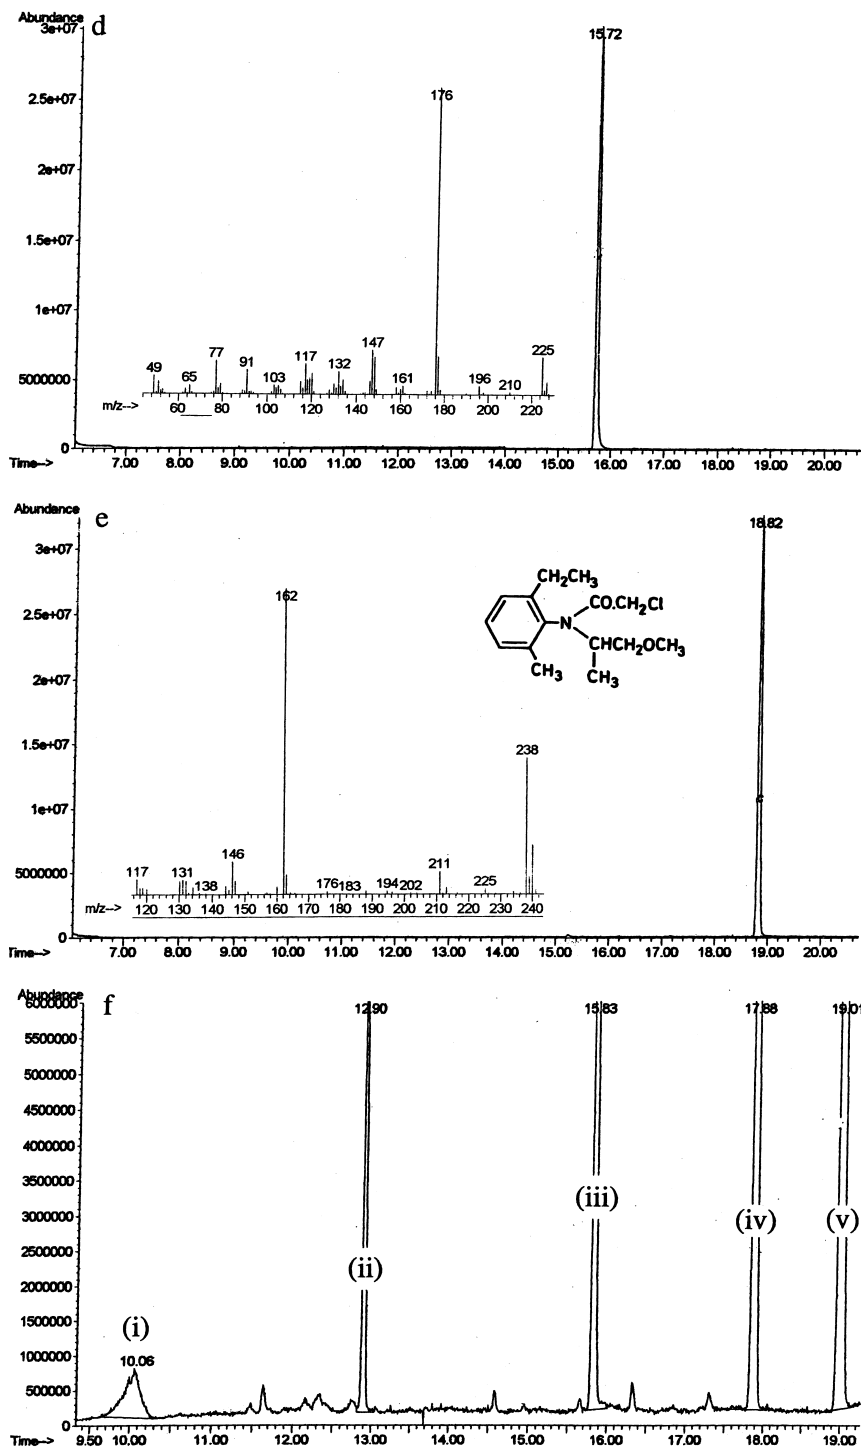 Abundance
d
3e+07
15.72
2.5e+07
176
2e+07
1.5e+07
1e+07
5000000
49 65 77 91 103 117 132 147 161 196 210 225
m/z--> 60 80 100 120 140 160 180 200 220
0
Time--> 7.00 8.00 9.00 10.00 11.00 12.00 13.00 14.00 15.00 16.00 17.00 18.00 19.00 20.00
Abundance
e
18.82
3e+07
CH2CH3
162
CO.CH2Cl
2.5e+07
N
CHCH2OCH3
CH3 CH3
2e+07
238
1.5e+07
1e+07
5000000
117 131 138 146 176 183 194 202 211 225
m/z--> 120 130 140 150 160 170 180 190 200 210 220 230 240
0
Time--> 7.00 8.00 9.00 10.00 11.00 12.00 13.00 14.00 15.00 16.00 17.00 18.00 19.00 20.00
Abundance
f
6000000
12.90 15.83 17.88 19.01
5500000
5000000
4500000
4000000
3500000
(iii)
3000000
(iv) (v)
2500000
(ii)
2000000
1500000
(i)
10.06
1000000
500000
0
Time--> 9.50 10.00 11.00 12.00 13.00 14.00 15.00 16.00 17.00 18.00 19.00